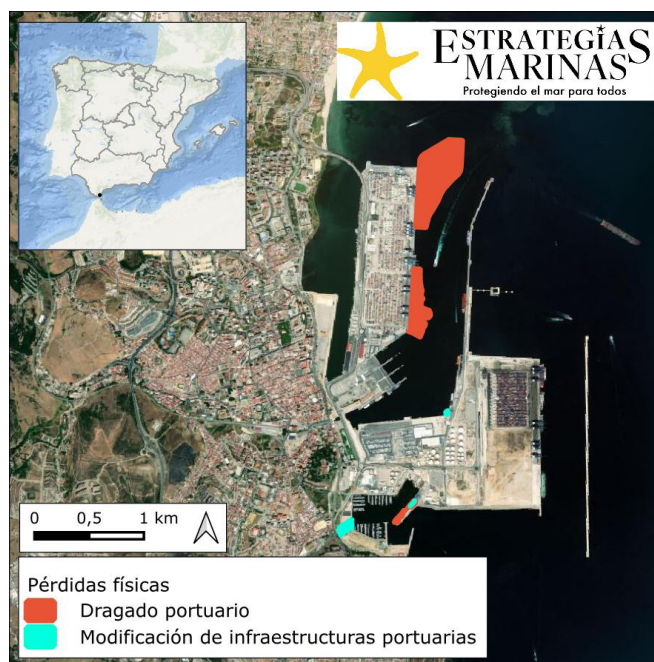 ESTRATEGIAS
MARINAS
Protegiendo el mar para todos
0 0,5 1 km
Pérdidas físicas
Dragado portuario
Modificación de infraestructuras portuarias